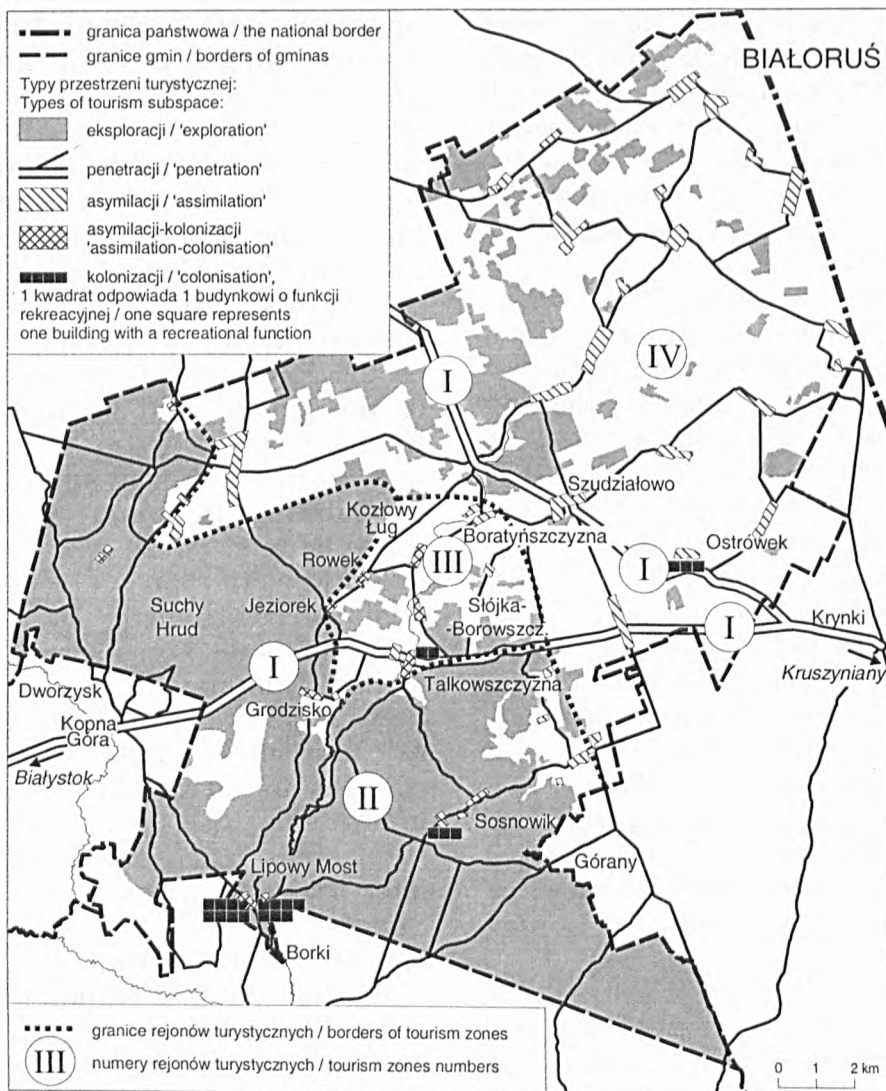 granica państwowa / the national border
granice gmin / borders of gminas
Typy przestrzeni turystycznej:
Types of tourism subspace:
eksploracji / 'exploration'
penetracji / 'penetration'
asymilacji / 'assimilation'
asymilacji-kolonizacji
'assimilation-colonisation'
kolonizacji / 'colonisation',
1 kwadrat odpowiada 1 budynkowi o funkcji
rekreacyjnej / one square represents
one building with a recreational function
BIAŁORUŚ
I
IV
Szudziałowo
Kozłowy
Ług
Boratyńszczyzna
III
Rowek
I
Ostrówek
Suchy
Hrud
Jeziorek
Słójka-
-Borowszcz.
I
Krynki
I
Kruszyniany
Dworzysk
Talkowszczyzna
Grodzisko
Kopna
Góra
Białystok
II
Sosnowik
Lipowy Most
Górany
Borki
granice rejonów turystycznych / borders of tourism zones
III
numery rejonów turystycznych / tourism zones numbers
0 1 2 km